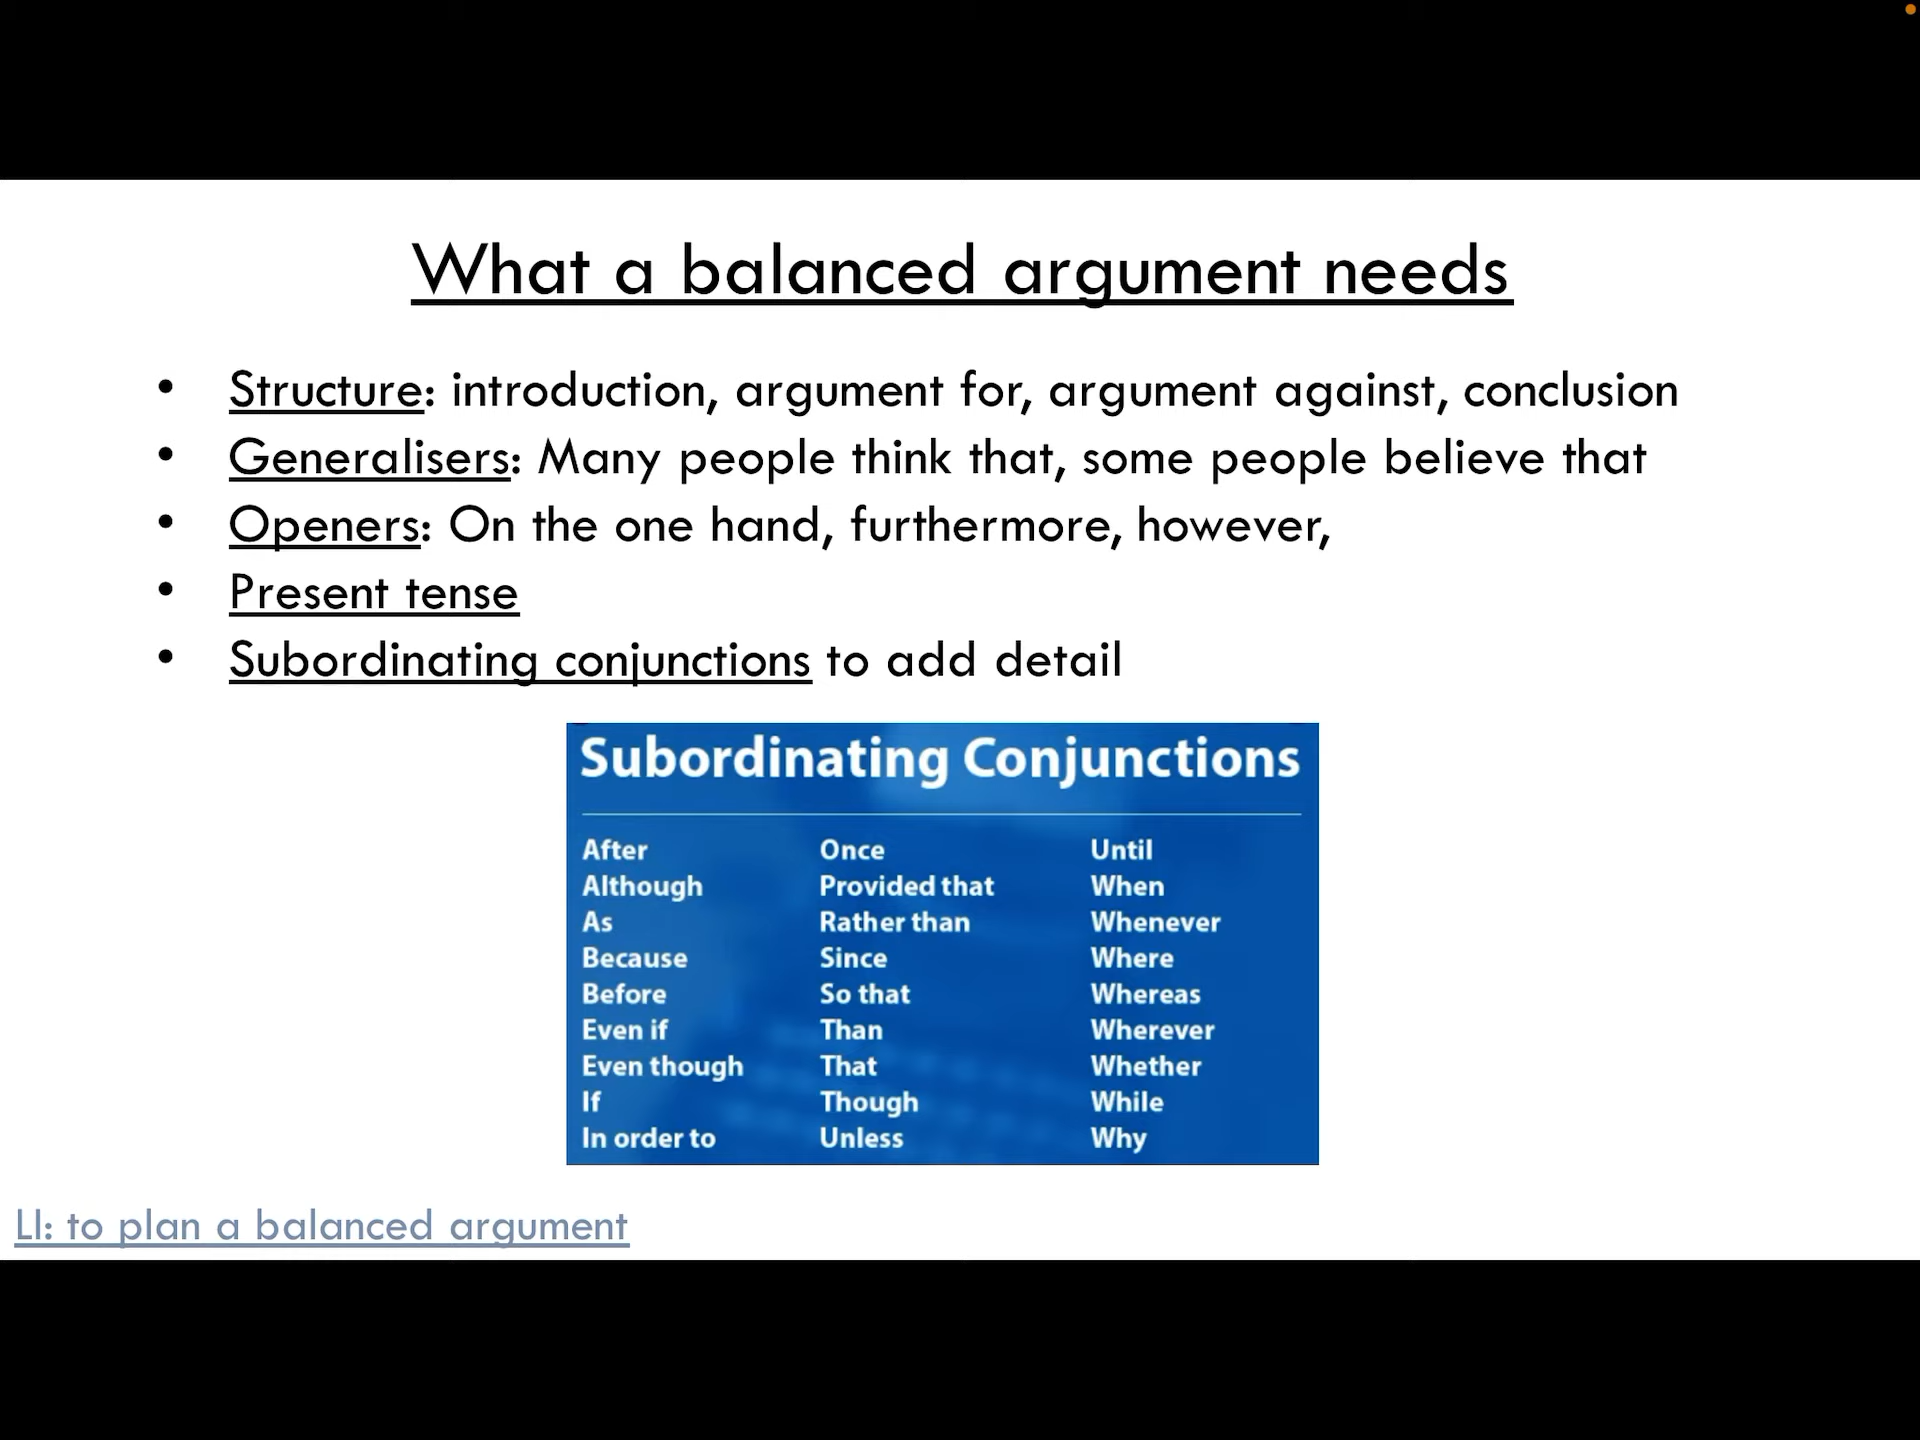 What a balanced argument needs
• Structure: introduction, argument for, argument against, conclusion
• Generalisers: Many people think that, some people believe that
• Openers: On the one hand, furthermore, however,
• Present tense
• Subordinating conjunctions to add detail
Subordinating Conjunctions
After Once Until
Although Provided that When
As Rather than Whenever
Because Since Where
Before So that Whereas
Even if Than Wherever
Even though That Whether
If Though While
In order to Unless Why
LI: to plan a balanced argument